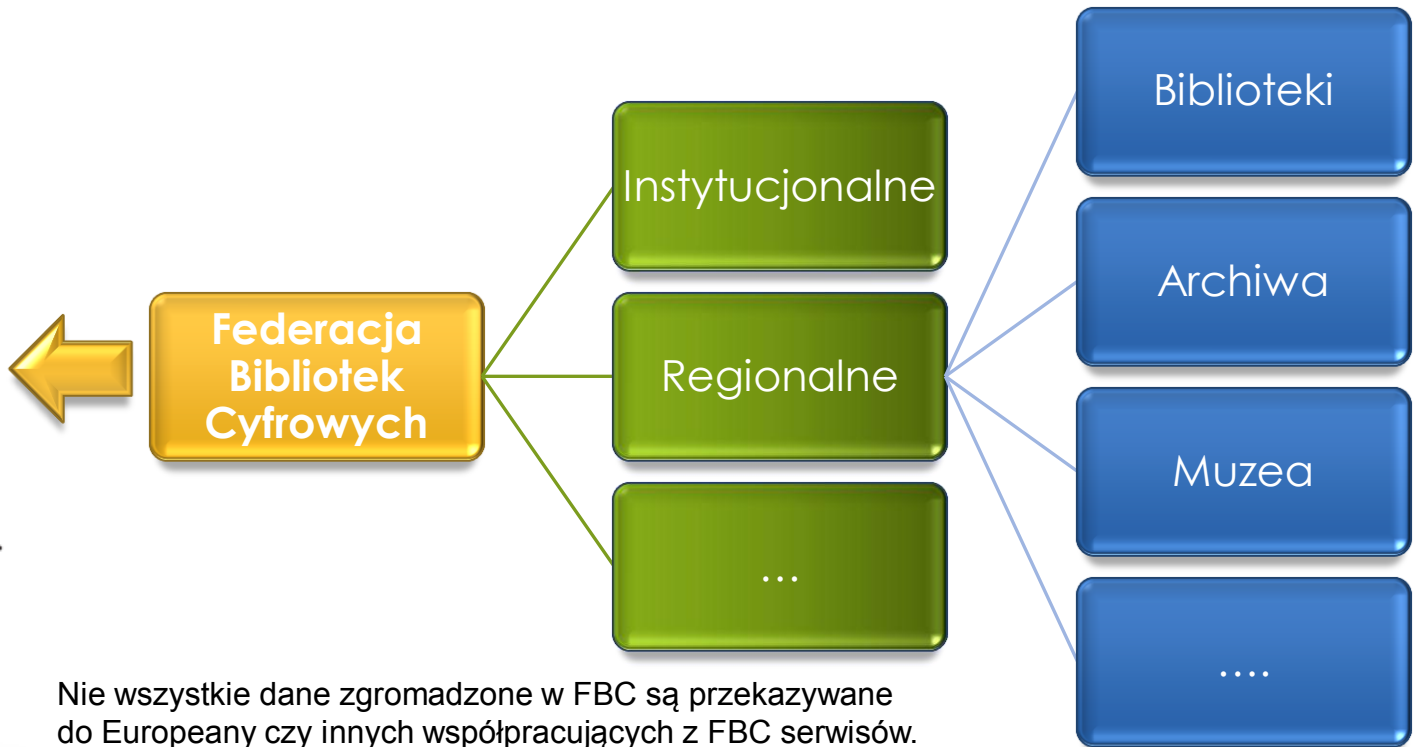 Federacja
Bibliotek
Cyfrowych
Instytucjonalne
Regionalne
...
Biblioteki
Archiwa
Muzea
....
Nie wszystkie dane zgromadzone w FBC są przekazywane
do Europeany czy innych współpracujących z FBC serwisów.